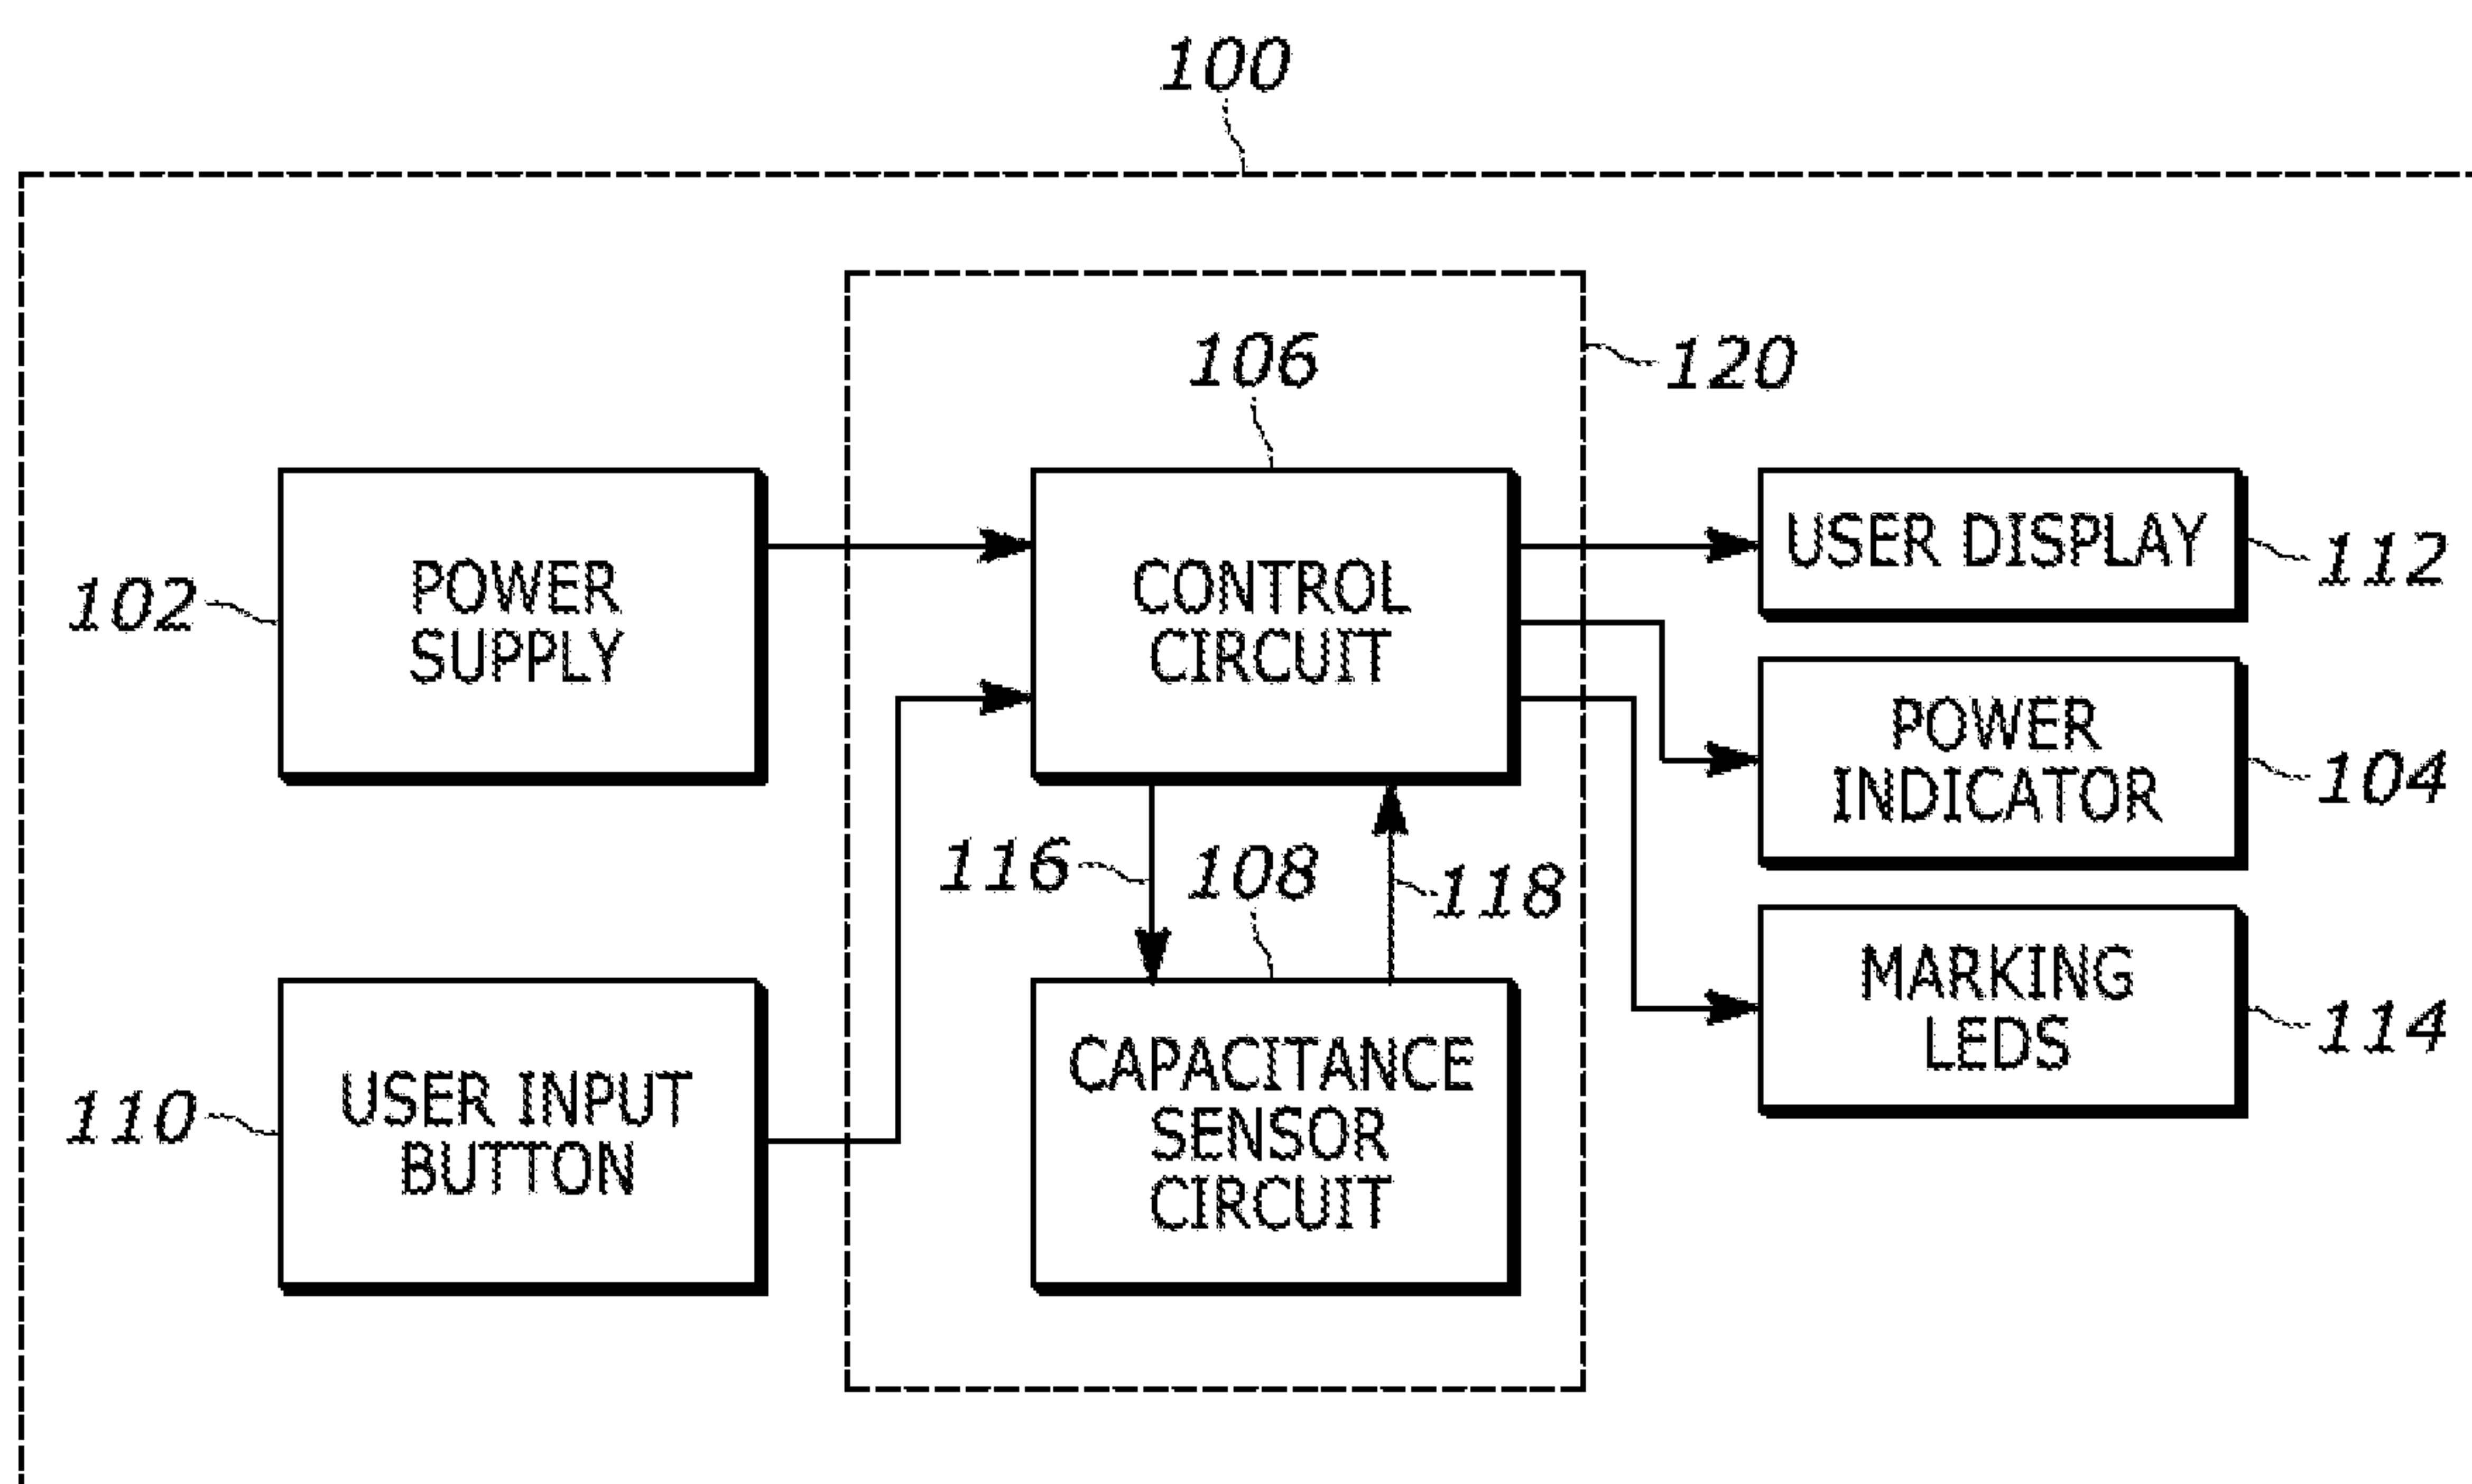 100
106
120
POWER
SUPPLY
102
CONTROL
CIRCUIT
USER DISPLAY
112
POWER
INDICATOR
104
116
108
118
MARKING
LEDS
114
USER INPUT
BUTTON
110
CAPACITANCE
SENSOR
CIRCUIT